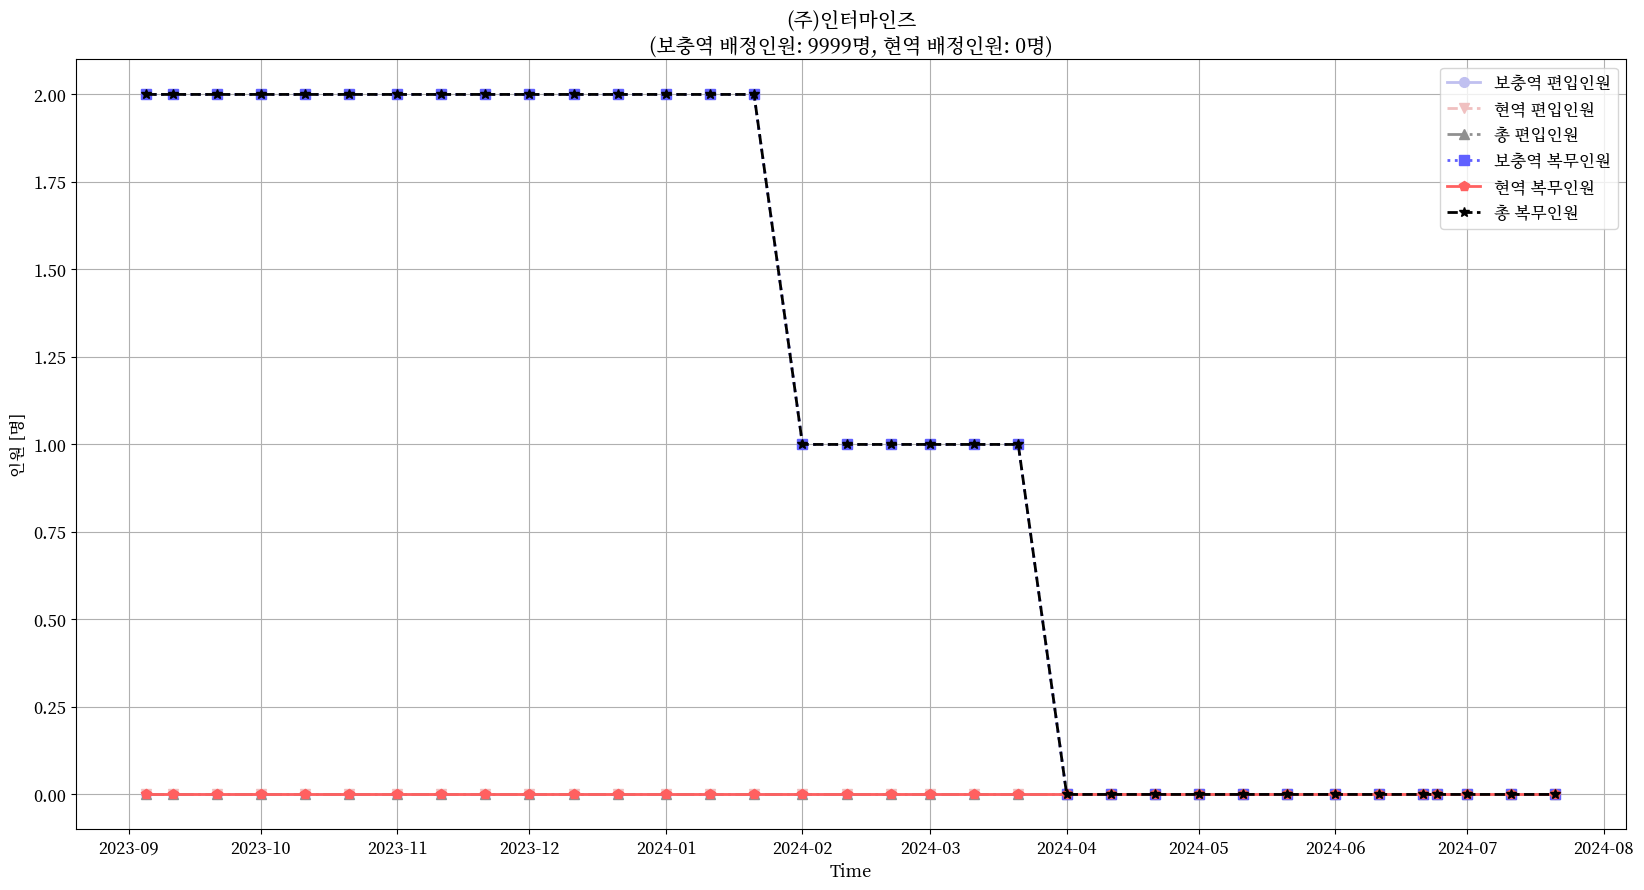 (주)인터마인즈
(보충역 배정인원: 9999명, 현역 배정인원: 0명)
보충역 편입인원
현역 편입인원
총 편입인원
보충역 복무인원
현역 복무인원
총 복무인원
인원 [명]
2.00
1.75
1.50
1.25
1.00
0.75
0.50
0.25
0.00
2023-09 2023-10 2023-11 2023-12 2024-01 2024-02 2024-03 2024-04 2024-05 2024-06 2024-07 2024-08
Time